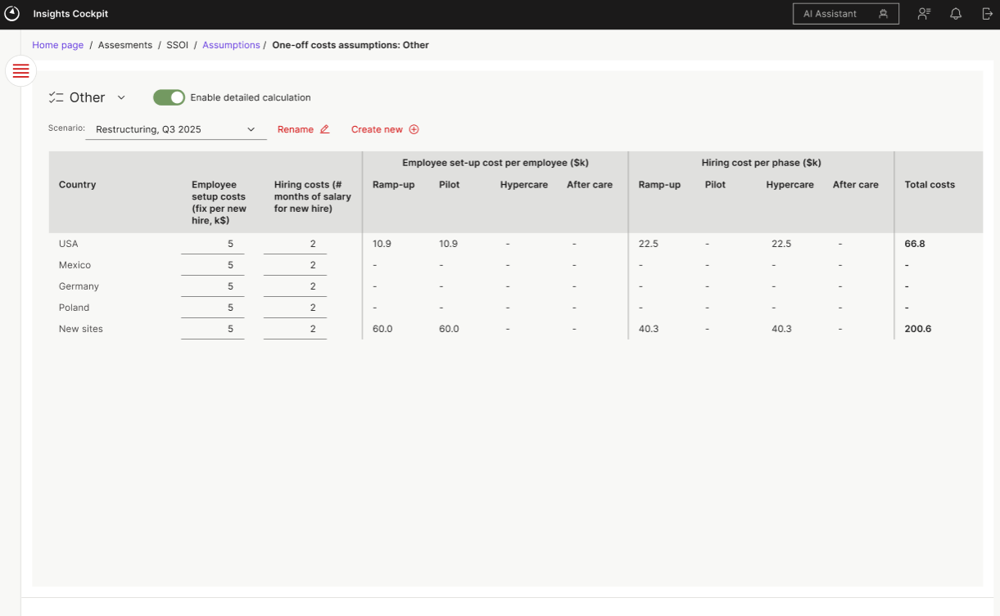 Insights Cockpit
AI Assistant
Home page / Assesments / SSOI / Assumptions / One-off costs assumptions: Other
Other
Enable detailed calculation
Scenario: Restructuring, Q3 2025
Rename
Create new
Employee set-up cost per employee ($k) Hiring cost per phase ($k)
Country Employee setup costs (fix per new hire, k$) Hiring costs (# months of salary for new hire) Ramp-up Pilot Hypercare After care Ramp-up Pilot Hypercare After care Total costs
USA 5 2 10.9 10.9 - - 22.5 - 22.5 - 66.8
Mexico 5 2 - - - - - - - - -
Germany 5 2 - - - - - - - - -
Poland 5 2 - - - - - - - - -
New sites 5 2 60.0 60.0 - - 40.3 - 40.3 - 200.6